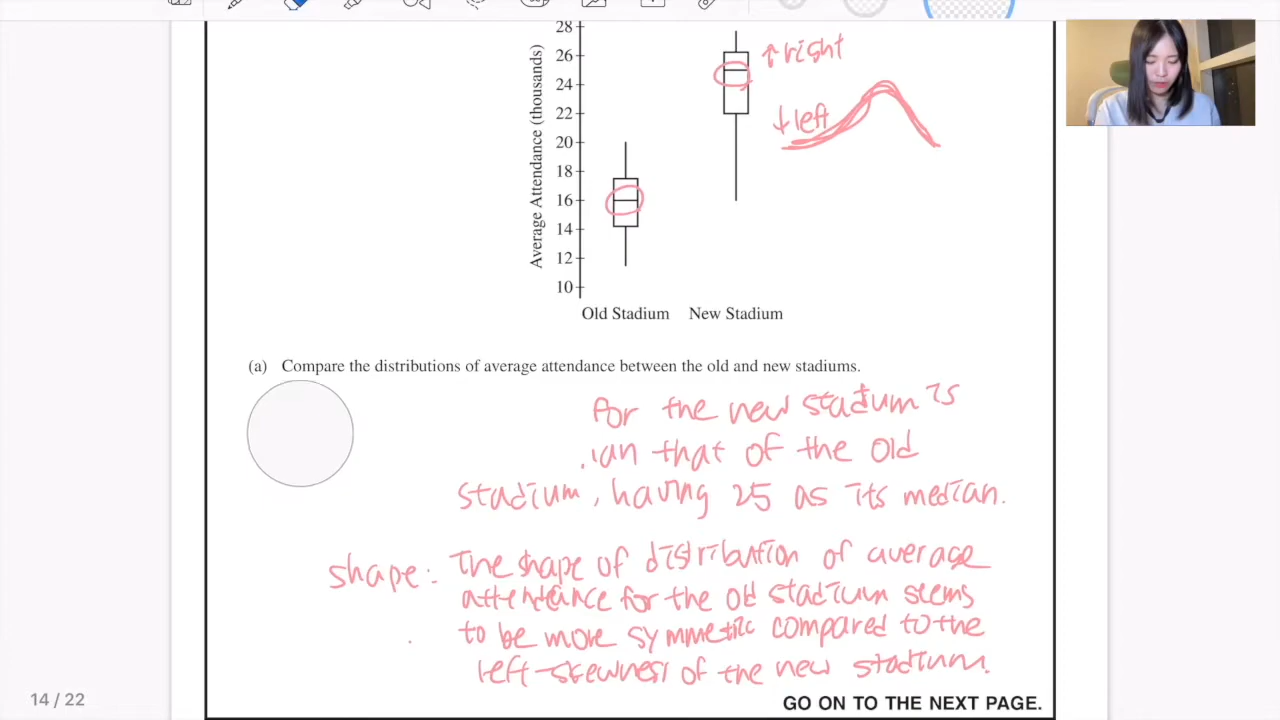 28
26
24
22
20
18
16
14
12
10
Average Attendance (thousands)
↑right
↓left
Old Stadium New Stadium
(a) Compare the distributions of average attendance between the old and new stadiums.
for the new stadium is
that of the old
stadium, having 25 as its median.
shape: The shape of distribution of average
attendance for the old stadium seems
to be more symmetric compared to the
left-skewness of the new stadium.
14 / 22
GO ON TO THE NEXT PAGE.